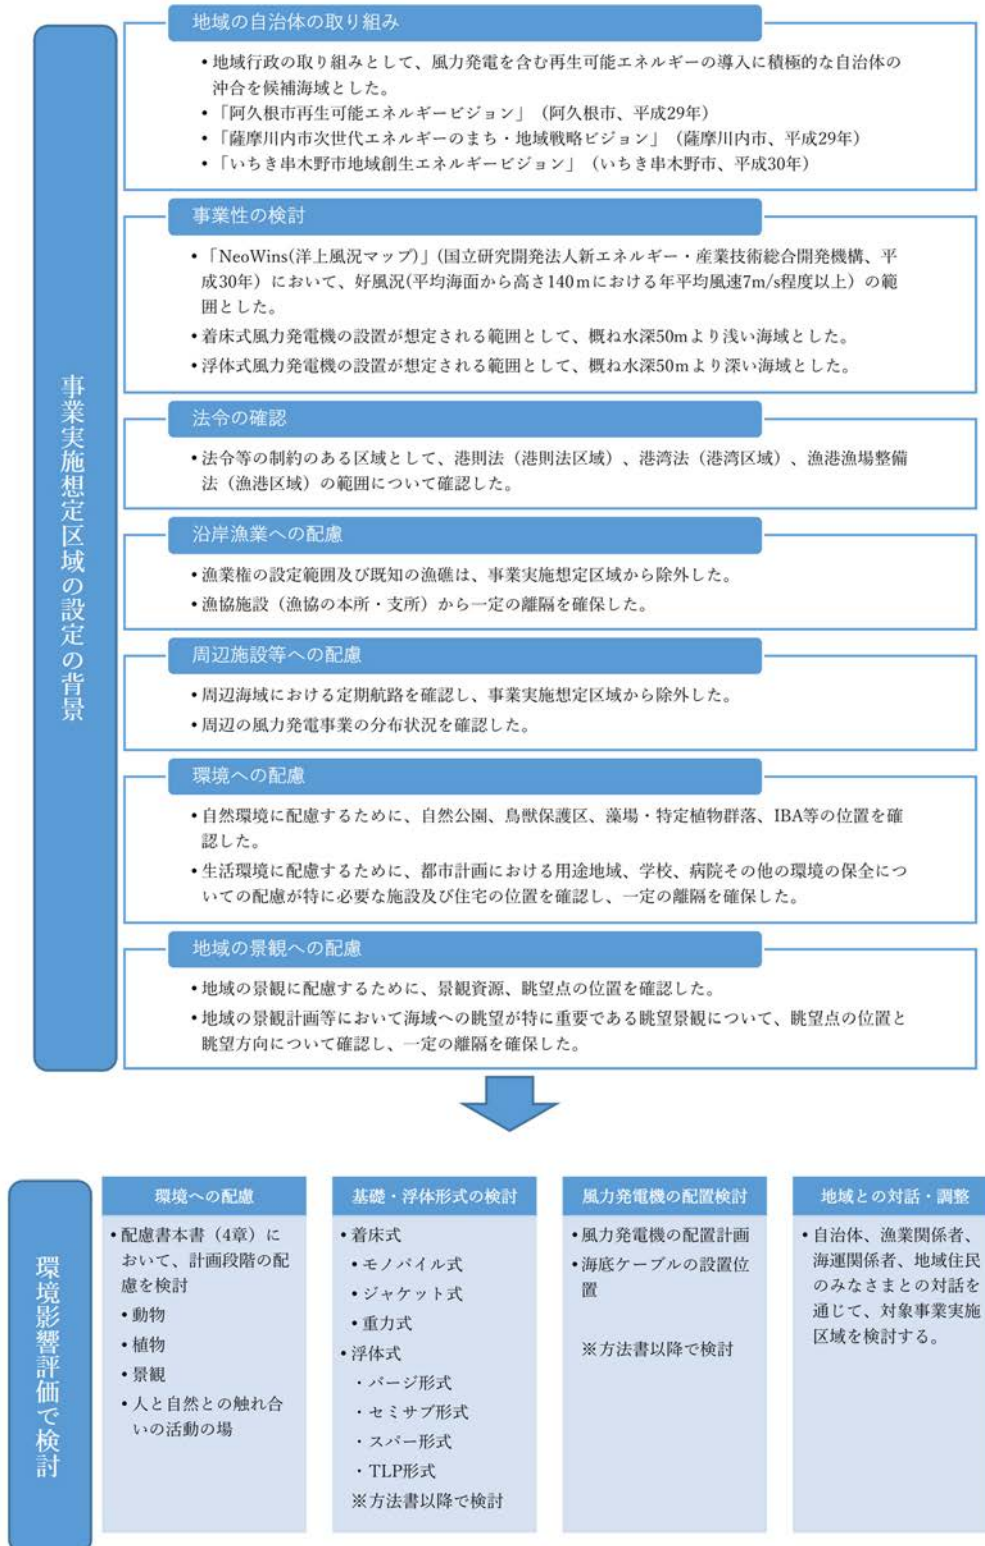 事業実施想定区域の設定の背景
地域の自治体の取り組み
• 地域行政の取り組みとして、風力発電を含む再生可能エネルギーの導入に積極的な自治体の
沖合を候補海域とした。
• 「阿久根市再生可能エネルギービジョン」（阿久根市、平成29年）
• 「薩摩川内市次世代エネルギーのまち・地域戦略ビジョン」（薩摩川内市、平成29年）
• 「いちき串木野市地域創生エネルギービジョン」（いちき串木野市、平成30年）
事業性の検討
• 「NeoWins(洋上風況マップ)」(国立研究開発法人新エネルギー・産業技術総合開発機構、平
成30年）において、好風況(平均海面から高さ140mにおける年平均風速7m/s程度以上）の範
囲とした。
• 着床式風力発電機の設置が想定される範囲として、概ね水深50mより浅い海域とした。
• 浮体式風力発電機の設置が想定される範囲として、概ね水深50mより深い海域とした。
法令の確認
• 法令等の制約のある区域として、港則法（港則法区域）、港湾法（港湾区域）、漁港漁場整備
法（漁港区域）の範囲について確認した。
沿岸漁業への配慮
• 漁業権の設定範囲及び既知の漁礁は、事業実施想定区域から除外した。
• 漁協施設（漁協の本所・支所）から一定の離隔を確保した。
周辺施設等への配慮
• 周辺海域における定期航路を確認し、事業実施想定区域から除外した。
• 周辺の風力発電事業の分布状況を確認した。
環境への配慮
• 自然環境に配慮するために、自然公園、鳥獣保護区、藻場・特定植物群落、IBA等の位置を確
認した。
• 生活環境に配慮するために、都市計画における用途地域、学校、病院その他の環境の保全につ
いての配慮が特に必要な施設及び住宅の位置を確認し、一定の離隔を確保した。
地域の景観への配慮
• 地域の景観に配慮するために、景観資源、眺望点の位置を確認した。
• 地域の景観計画等において海域への眺望が特に重要である眺望景観について、眺望点の位置と
眺望方向について確認し、一定の離隔を確保した。
環境影響評価で検討
環境への配慮
• 配慮書本書（4章）に
おいて、計画段階の配
慮を検討
• 動物
• 植物
• 景観
• 人と自然との触れ合
いの活動の場
基礎・浮体形式の検討
• 着床式
• モノパイル式
• ジャケット式
• 重力式
• 浮体式
・バージ形式
・セミサブ形式
・スパー形式
・TLP形式
※方法書以降で検討
風力発電機の配置検討
• 風力発電機の配置計画
• 海底ケーブルの設置位
置
※方法書以降で検討
地域との対話・調整
• 自治体、漁業関係者、
海運関係者、地域住民
のみなさまとの対話を
通じて、対象事業実施
区域を検討する。